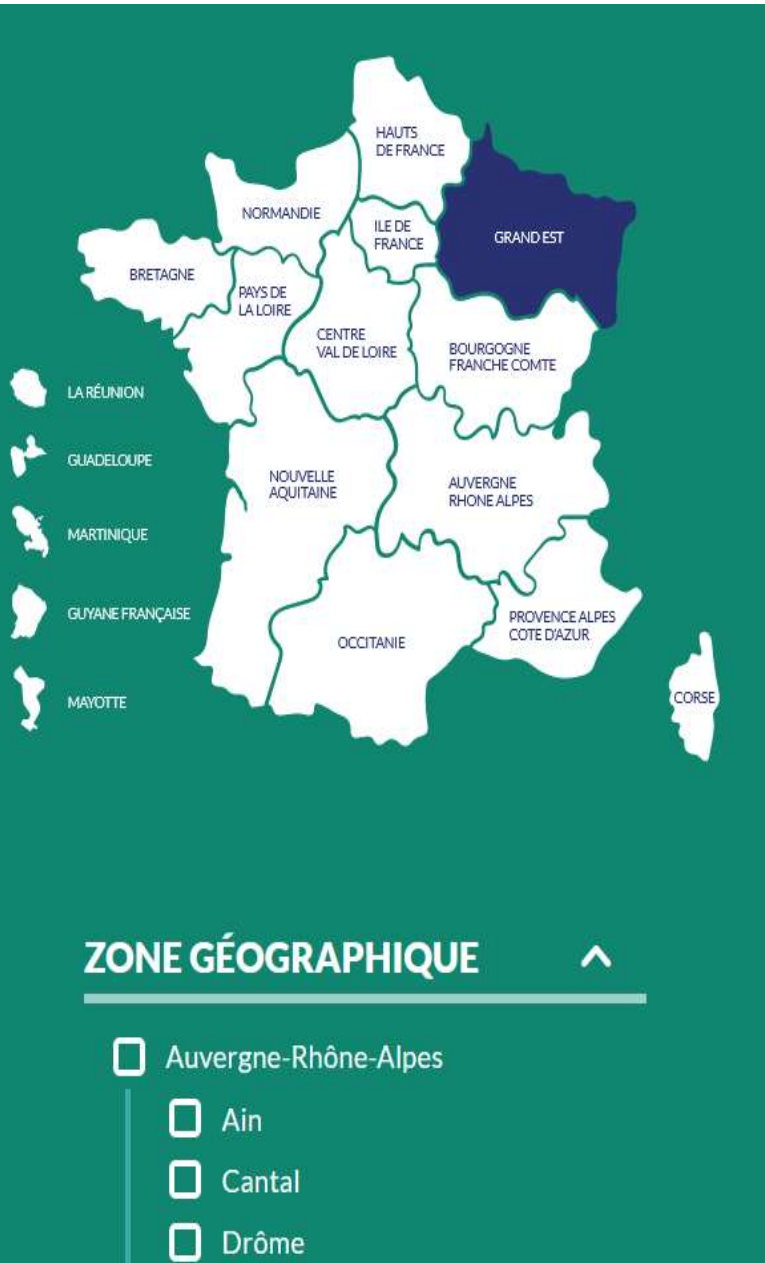 HAUTS
DE FRANCE
NORMANDIE
ILE DE
FRANCE
GRAND EST
BRETAGNE
PAYS DE
LA LOIRE
CENTRE
VAL DE LOIRE
BOURGOGNE
FRANCHE COMTE
LA RÉUNION
GUADELOUPE
NOUVELLE
AQUITAINE
AUVERGNE
RHONE ALPES
MARTINIQUE
GUYANE FRANÇAISE
PROVENCE ALPES
COTE D'AZUR
OCCITANIE
MAYOTTE
CORSE
ZONE GÉOGRAPHIQUE
Auvergne-Rhône-Alpes
Ain
Cantal
Drôme